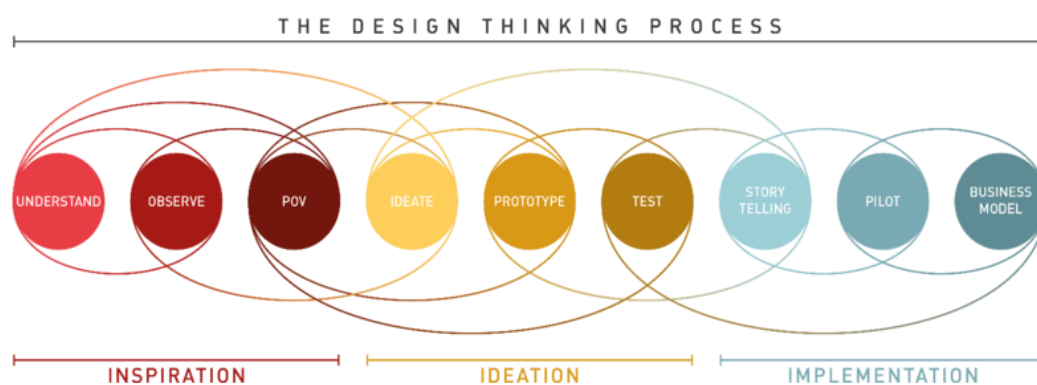 THE DESIGN THINKING PROCESS
UNDERSTAND
OBSERVE
POV
IDEATE
PROTOTYPE
TEST
STORY
TELLING
PILOT
BUSINESS
MODEL
INSPIRATION
IDEATION
IMPLEMENTATION